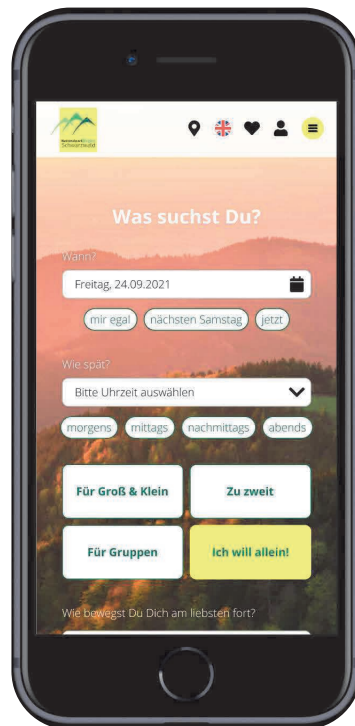 Schwarzwald
Was suchst Du?
Wann?
Freitag, 24.09.2021
mir egal nächsten Samstag jetzt
Wie spät?
Bitte Uhrzeit auswählen
morgens mittags nachmittags abends
Für Groß & Klein Zu zweit
Für Gruppen Ich will allein!
Wie bewegst Du Dich am liebsten fort?